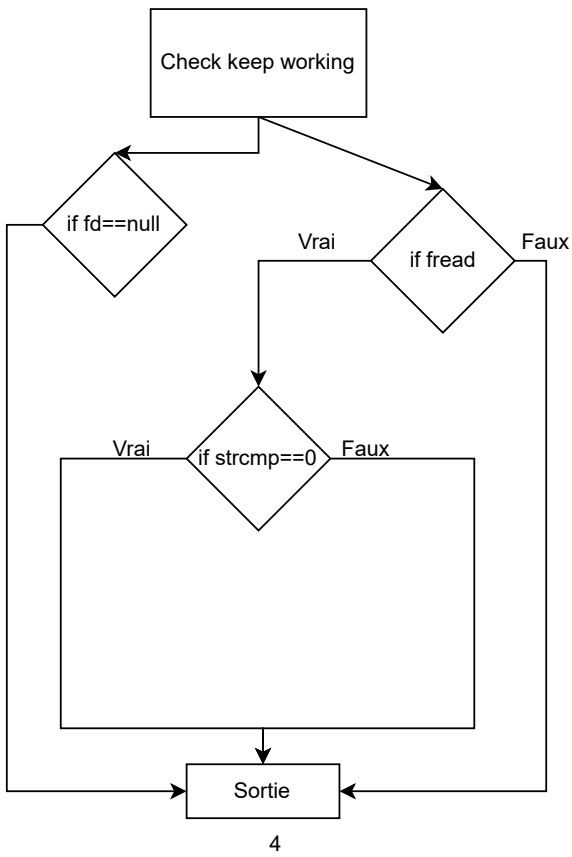 Check keep working
if fd==null
Vrai
Faux
if fread
Vrai
Faux
if strcmp==0
Sortie
4